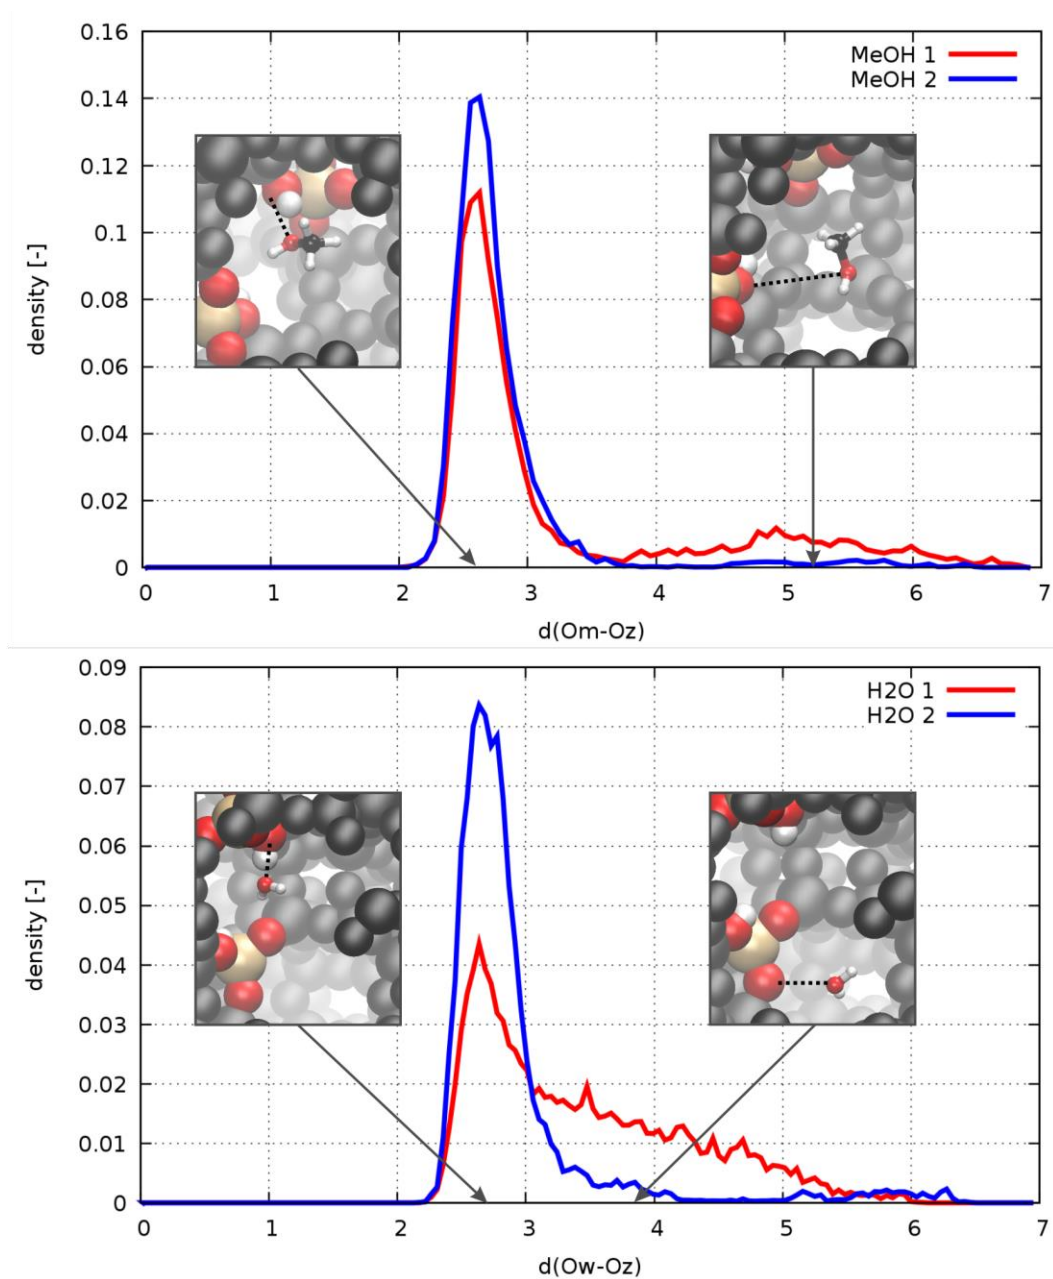 0.16
0.14
0.12
0.1
0.08
0.06
0.04
0.02
0
density [-]
MeOH 1
MeOH 2
0 1 2 3 4 5 6 7
d(Om-Oz)
0.09
0.08
0.07
0.06
0.05
0.04
0.03
0.02
0.01
0
density [-]
H2O 1
H2O 2
0 1 2 3 4 5 6 7
d(Ow-Oz)